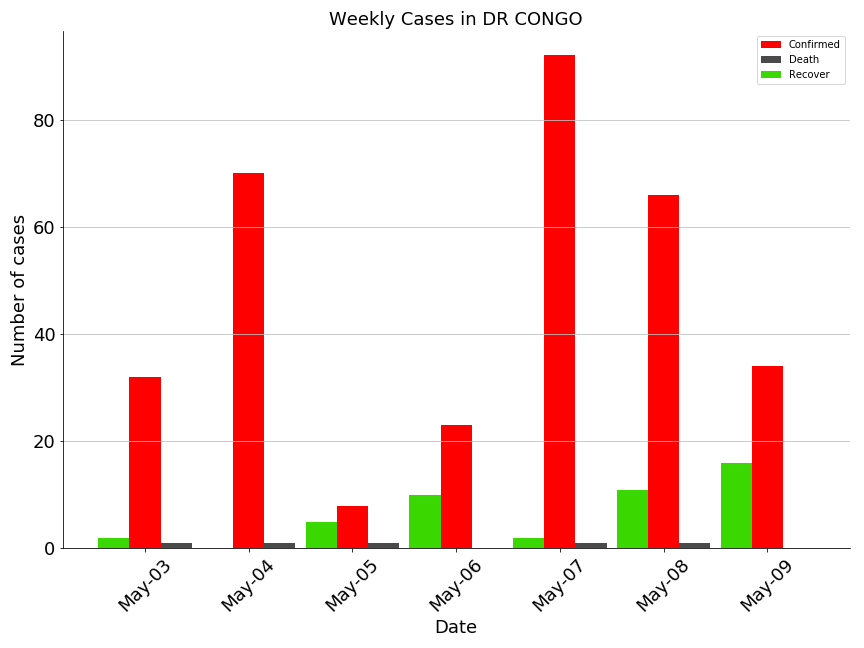 Weekly Cases in DR CONGO
Confirmed
Death
Recover
Number of cases
80
60
40
20
0
May-03
May-04
May-05
May-06
May-07
May-08
May-09
Date